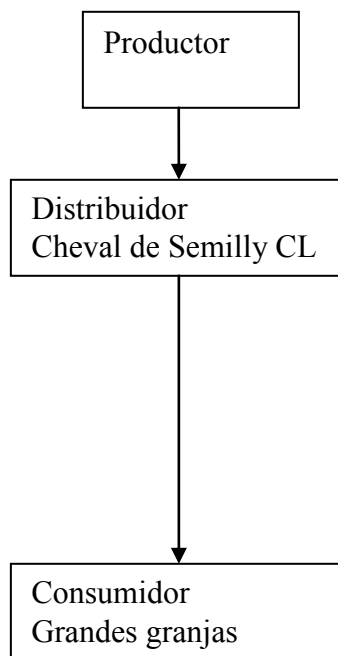 Productor
Distribuidor
Cheval de Semilly CL
Consumidor
Grandes granjas